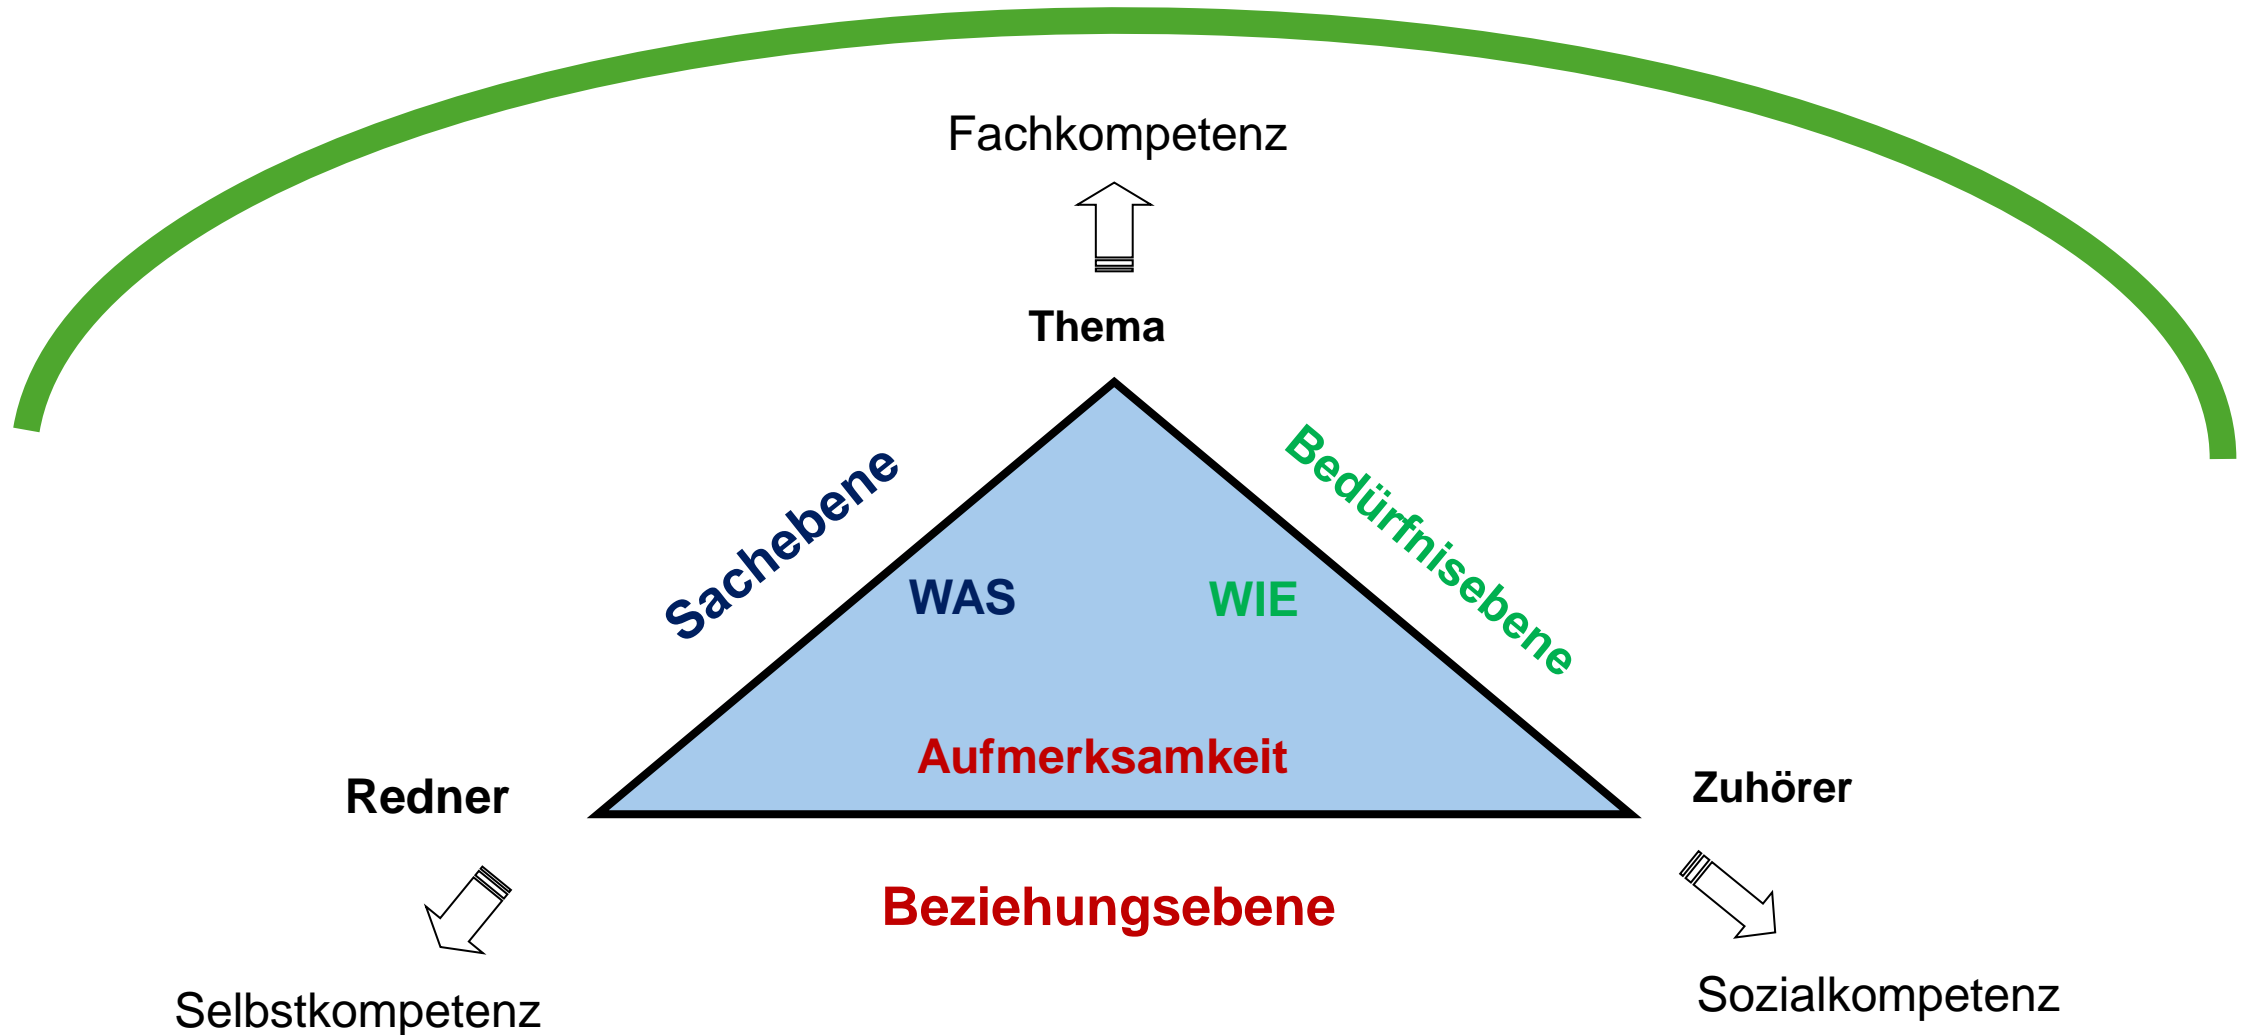 Fachkompetenz
Thema
Sachebene
Bedürfnisebene
WAS
WIE
Aufmerksamkeit
Redner
Zuhörer
Beziehungsebene
Selbstkompetenz
Sozialkompetenz